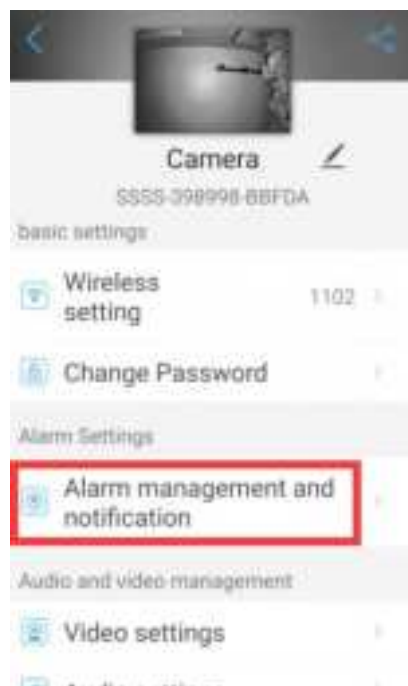 Camera
SSSS-398998-BBFDA
basic settings
Wireless
setting
1102
Change Password
Alarm Settings
Alarm management and
notification
Audio and video management
Video settings